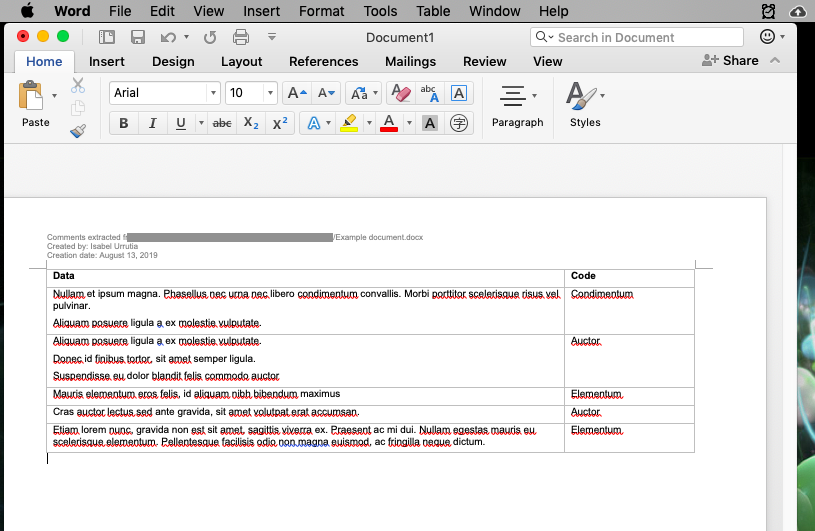 Word File Edit View Insert Format Tools Table Window Help
Document1
Search in Document
Home Insert Design Layout References Mailings Review View Share
Paste
Arial 10 A A Aa A abc A A
B I U abc X2 X2 A A A 字
Paragraph
Styles
Comments extracted f /Example document.docx
Created by: Isabel Urrutia
Creation date: August 13, 2019
Data Code
Nullam et ipsum magna. Phasellus nec urna nec libero condimentum convallis. Morbi porttitor scelerisque risus vel Condimentum
pulvinar.
Aliquam posuere ligula a ex molestie vulputate.
Aliquam posuere ligula a ex molestie vulputate. Auctor
Donec id finibus tortor, sit amet semper ligula.
Suspendisse eu dolor blandit felis commodo auctor
Mauris elementum eros felis, id aliquam nibh bibendum maximus Elementum
Cras auctor lectus sed ante gravida, sit amet volutpat erat accumsan. Auctor
Etiam lorem nunc, gravida non est sit amet, sagittis viverra ex. Praesent ac mi dui. Nullam egestas mauris eu Elementum
scelerisque elementum. Pellentesque facilisis odio non magna euismod, ac fringilla neque dictum.